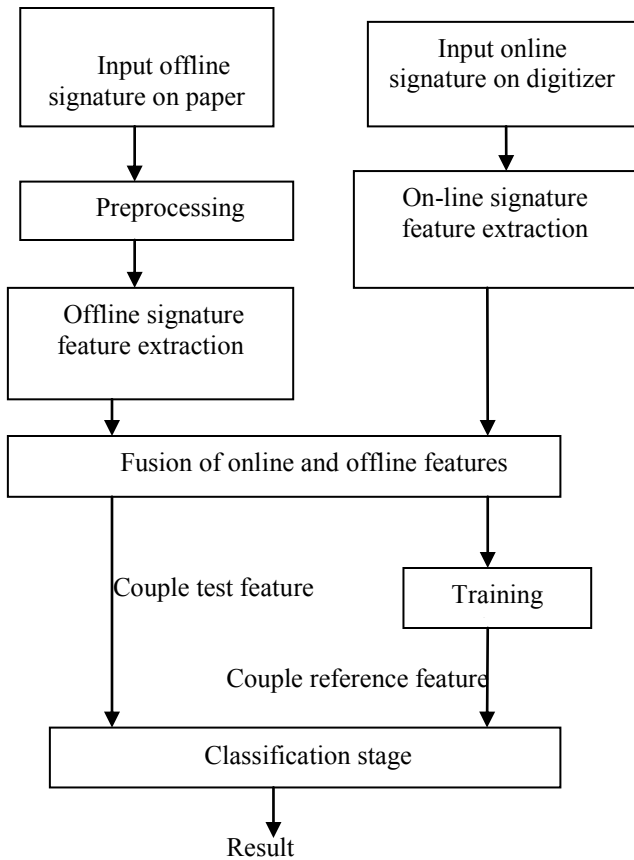 Input offline
signature on paper
Input online
signature on digitizer
Preprocessing
On-line signature
feature extraction
Offline signature
feature extraction
Fusion of online and offline features
Couple test feature
Training
Couple reference feature
Classification stage
Result